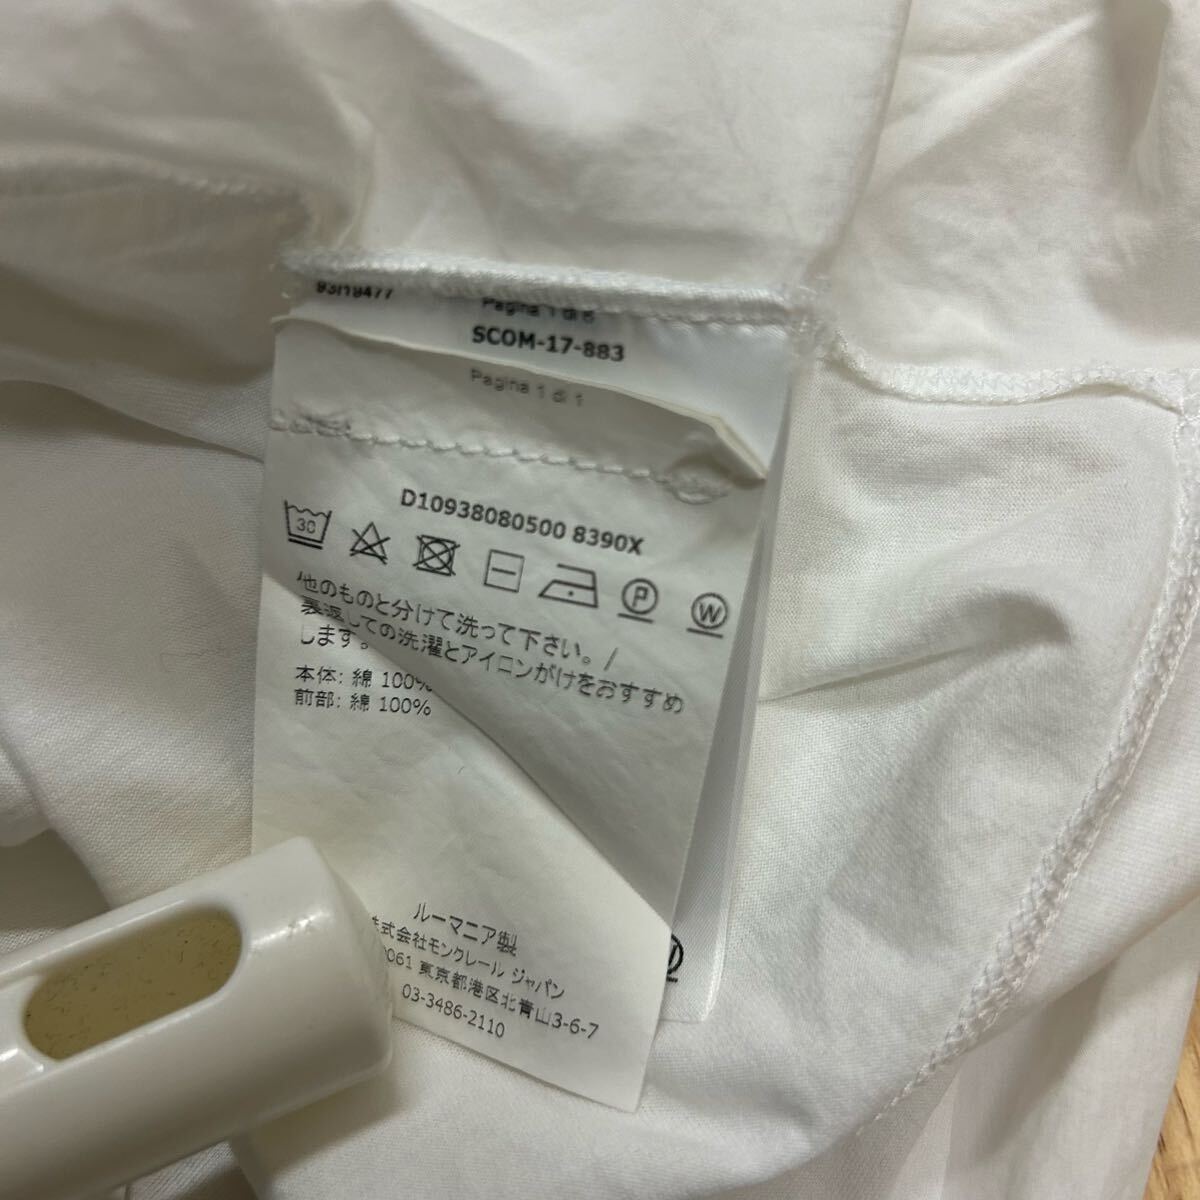 93I19477
Pagina 1 di 6
SCOM-17-883
Pagina 1 di 1
D10938080500 8390X
30
P
W
他のものと分けて洗って下さい。/
裏返しての洗濯とアイロンがけをおすすめ
します。
本体: 綿 100%
前部: 綿 100%
ルーマニア製
株式会社モンクレール ジャパン
0061 東京都港区北青山3-6-7
03-3486-2110